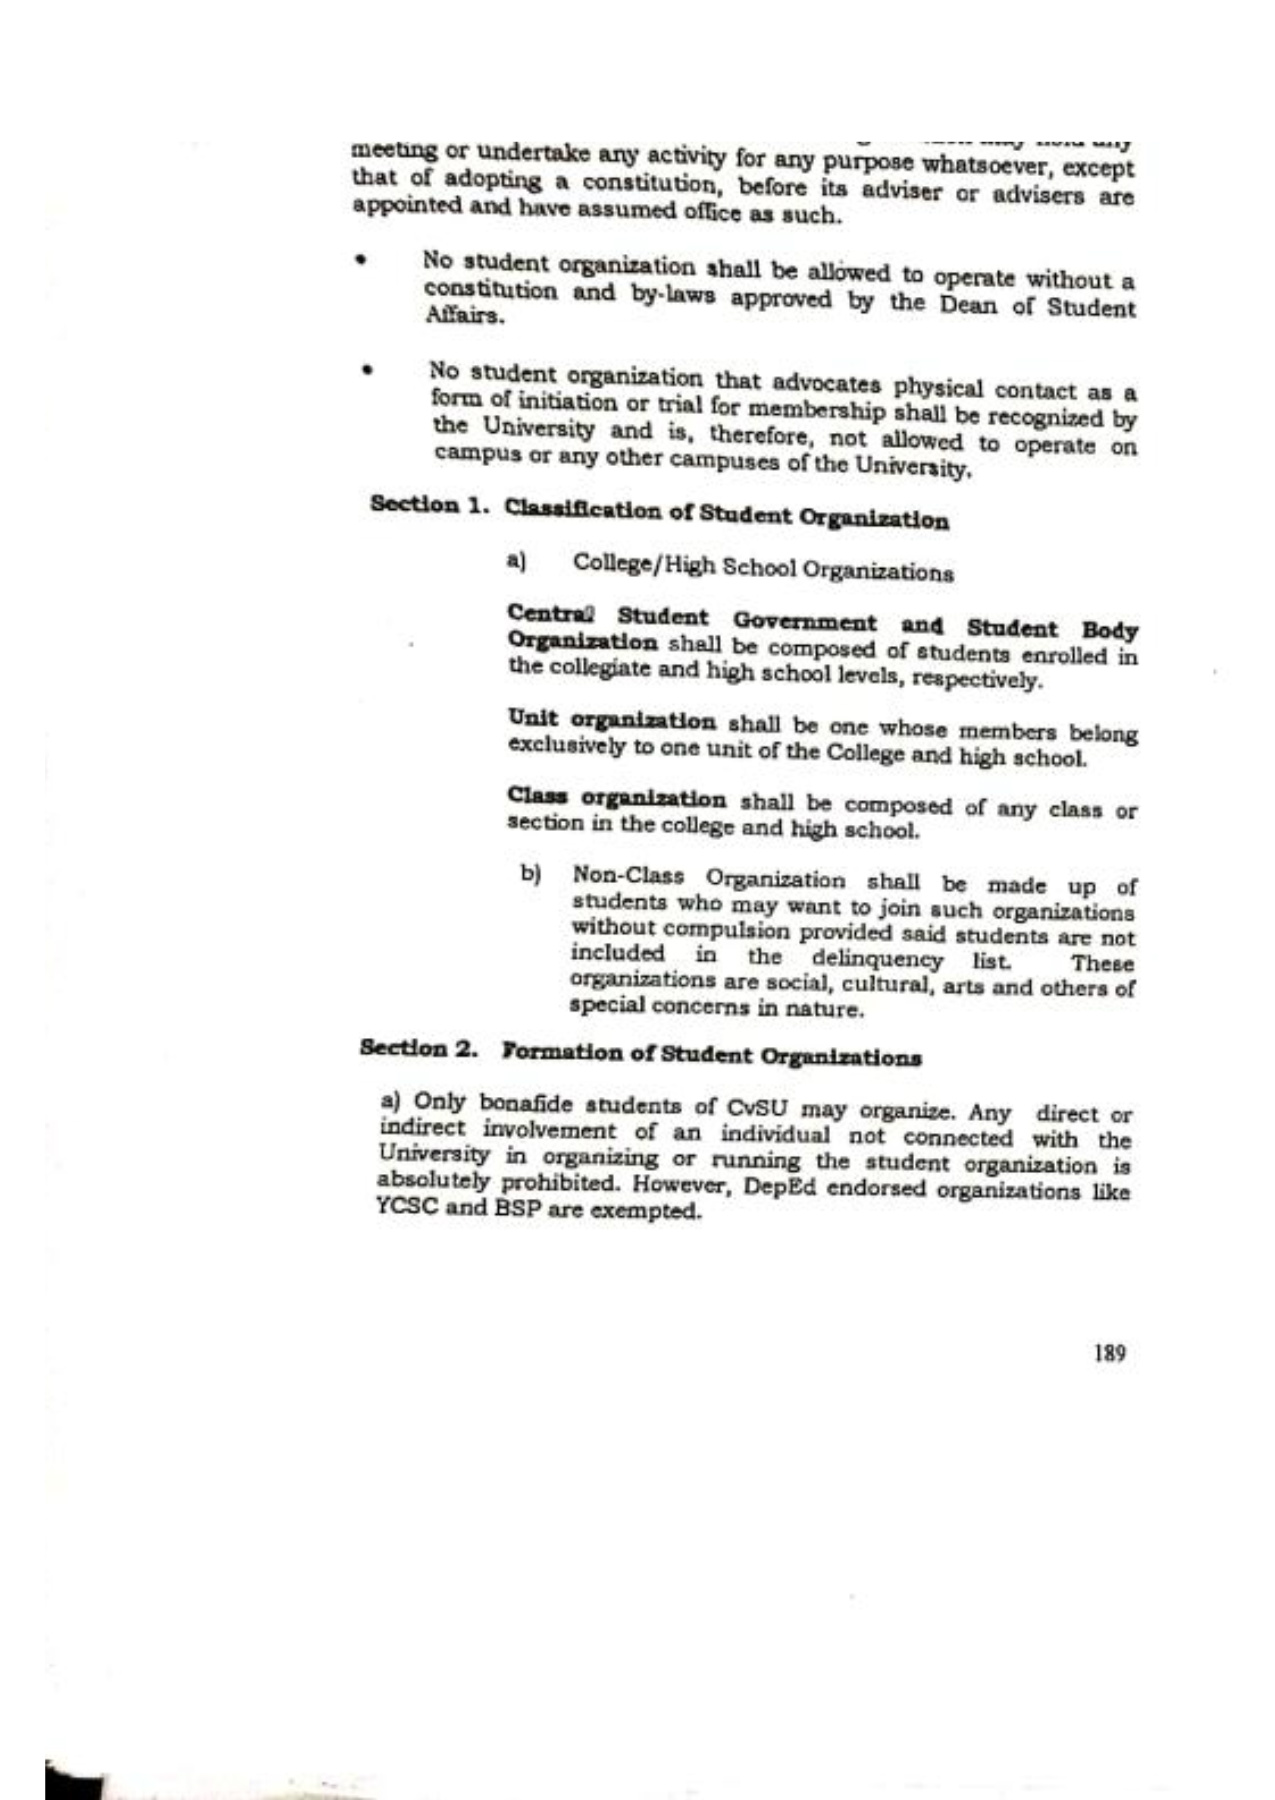 any
meeting or undertake any activity for any purpose whatsoever, except
that of adopting a constitution, before its adviser or advisers are
appointed and have assumed office as such.
• No student organization shall be allowed to operate without a
constitution and by-laws approved by the Dean of Student
Affairs.
• No student organization that advocates physical contact as a
form of initiation or trial for membership shall be recognized by
the University and is, therefore, not allowed to operate on
campus or any other campuses of the University.
Section 1. Classification of Student Organization
a) College/High School Organizations
Central Student Government and Student Body
Organization shall be composed of students enrolled in
the collegiate and high school levels, respectively.
Unit organization shall be one whose members belong
exclusively to one unit of the College and high school.
Class organization shall be composed of any class or
section in the college and high school.
b) Non-Class Organization shall be made up of
students who may want to join such organizations
without compulsion provided said students are not
included in the delinquency list. These
organizations are social, cultural, arts and others of
special concerns in nature.
Section 2. Formation of Student Organizations
a) Only bonafide students of CvSU may organize. Any direct or
indirect involvement of an individual not connected with the
University in organizing or running the student organization is
absolutely prohibited. However, DepEd endorsed organizations like
YCSC and BSP are exempted.
189